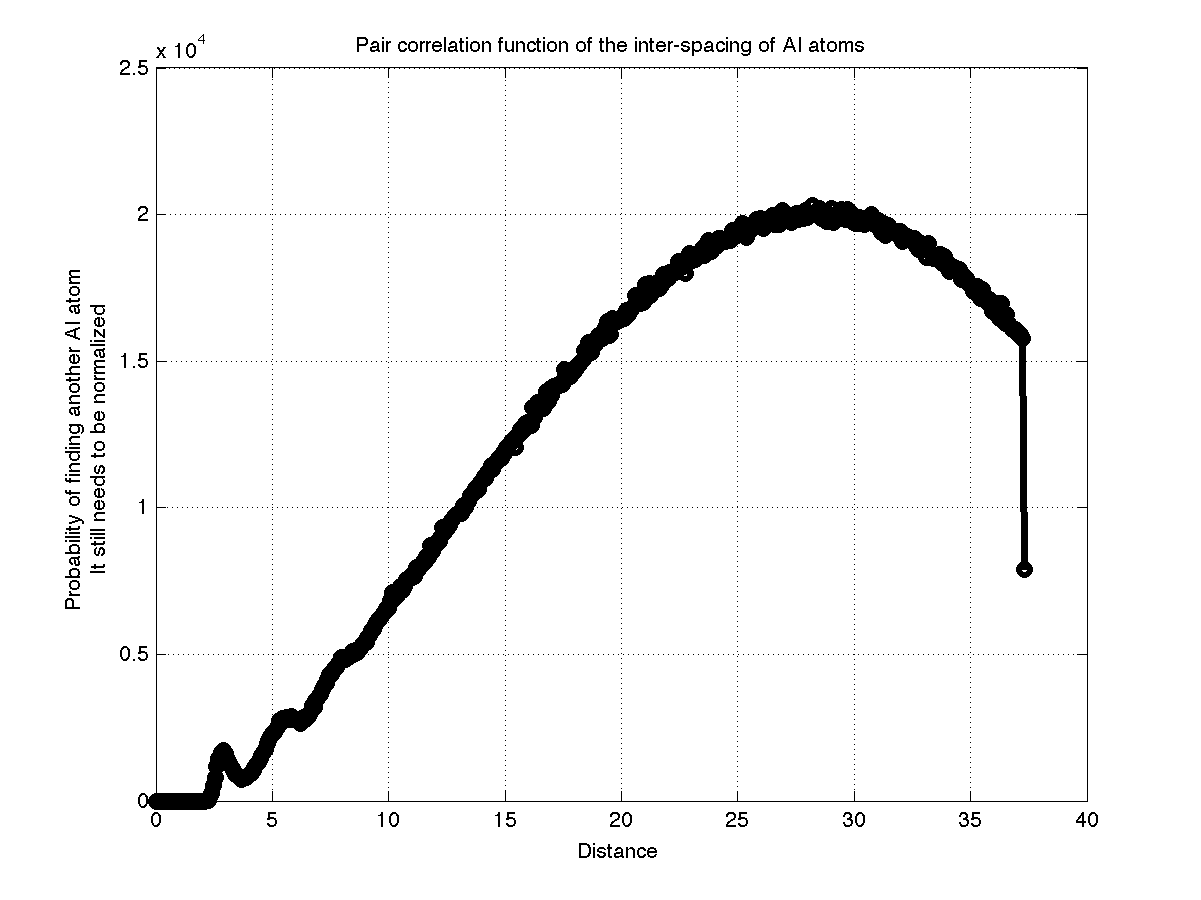 Pair correlation function of the inter-spacing of Al atoms
x 10^4
2.5
2
1.5
1
0.5
0
0 5 10 15 20 25 30 35 40
Distance
Probability of finding another Al atom
It still needs to be normalized